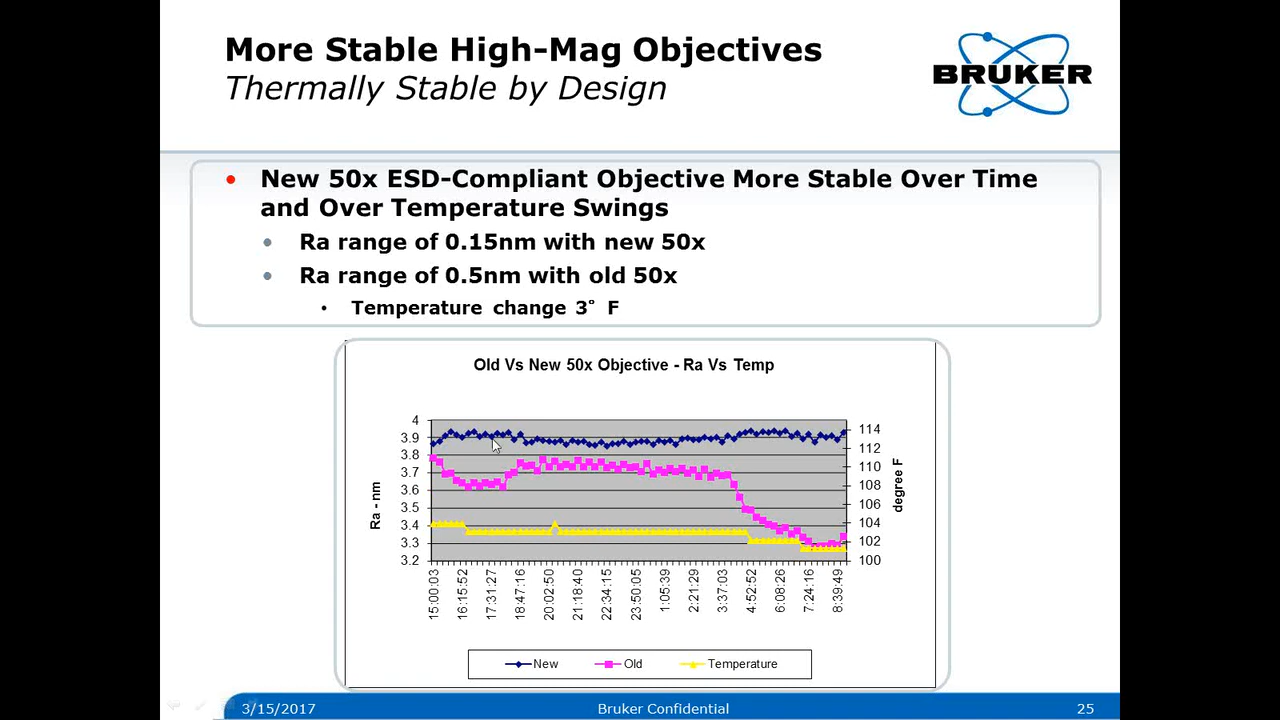 More Stable High-Mag Objectives
Thermally Stable by Design
BRUKER
• New 50x ESD-Compliant Objective More Stable Over Time
and Over Temperature Swings
• Ra range of 0.15nm with new 50x
• Ra range of 0.5nm with old 50x
• Temperature change 3° F
Old Vs New 50x Objective - Ra Vs Temp
Ra - nm
4
3.9
3.8
3.7
3.6
3.5
3.4
3.3
3.2
114
112
110
108
106
104
102
100
degree F
15:00:03
16:15:52
17:31:27
18:47:16
20:02:50
21:18:40
22:34:15
23:50:05
1:05:39
2:21:29
3:37:03
4:52:52
6:08:26
7:24:16
8:39:49
New Old Temperature
3/15/2017 Bruker Confidential 25